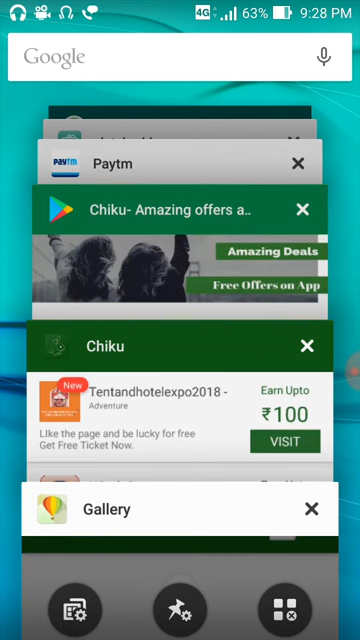 4G 63% 9:28 PM
Google
Paytm
Paytm
Chiku- Amazing offers a..
Amazing Deals
Free Offers on App
Chiku
New
Tentandhotelexpo2018 -
Adventure
Earn Upto
₹100
LIke the page and be lucky for free
Get Free Ticket Now.
VISIT
Gallery